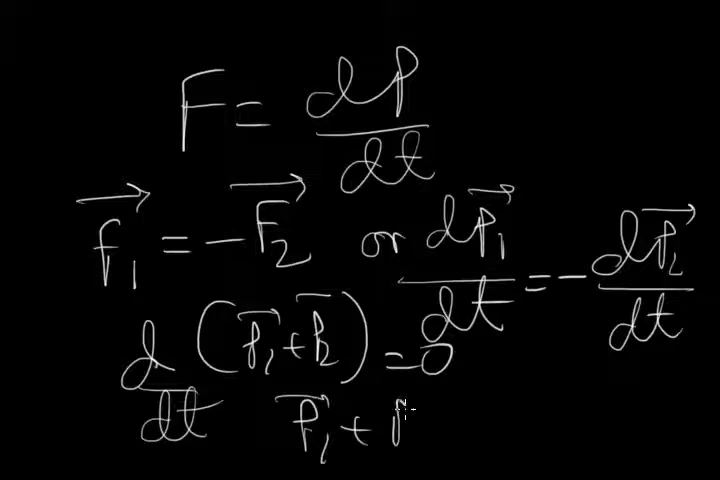 F = dP/dt
f⃗₁ = −F⃗₂ or dp⃗₁/dt = −dp⃗₂/dt
d/dt (p⃗₁ + p⃗₂) = 0
p⃗₁ + p